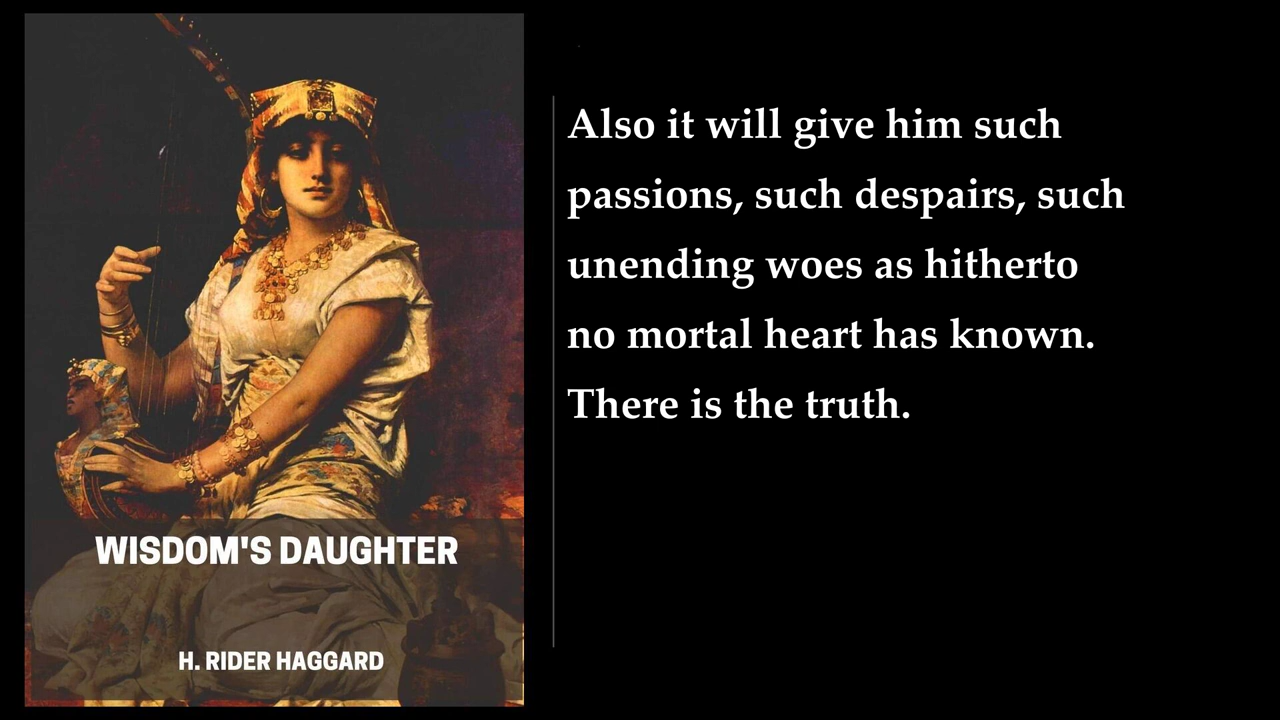 WISDOM'S DAUGHTER
H. RIDER HAGGARD
Also it will give him such
passions, such despairs, such
unending woes as hitherto
no mortal heart has known.
There is the truth.